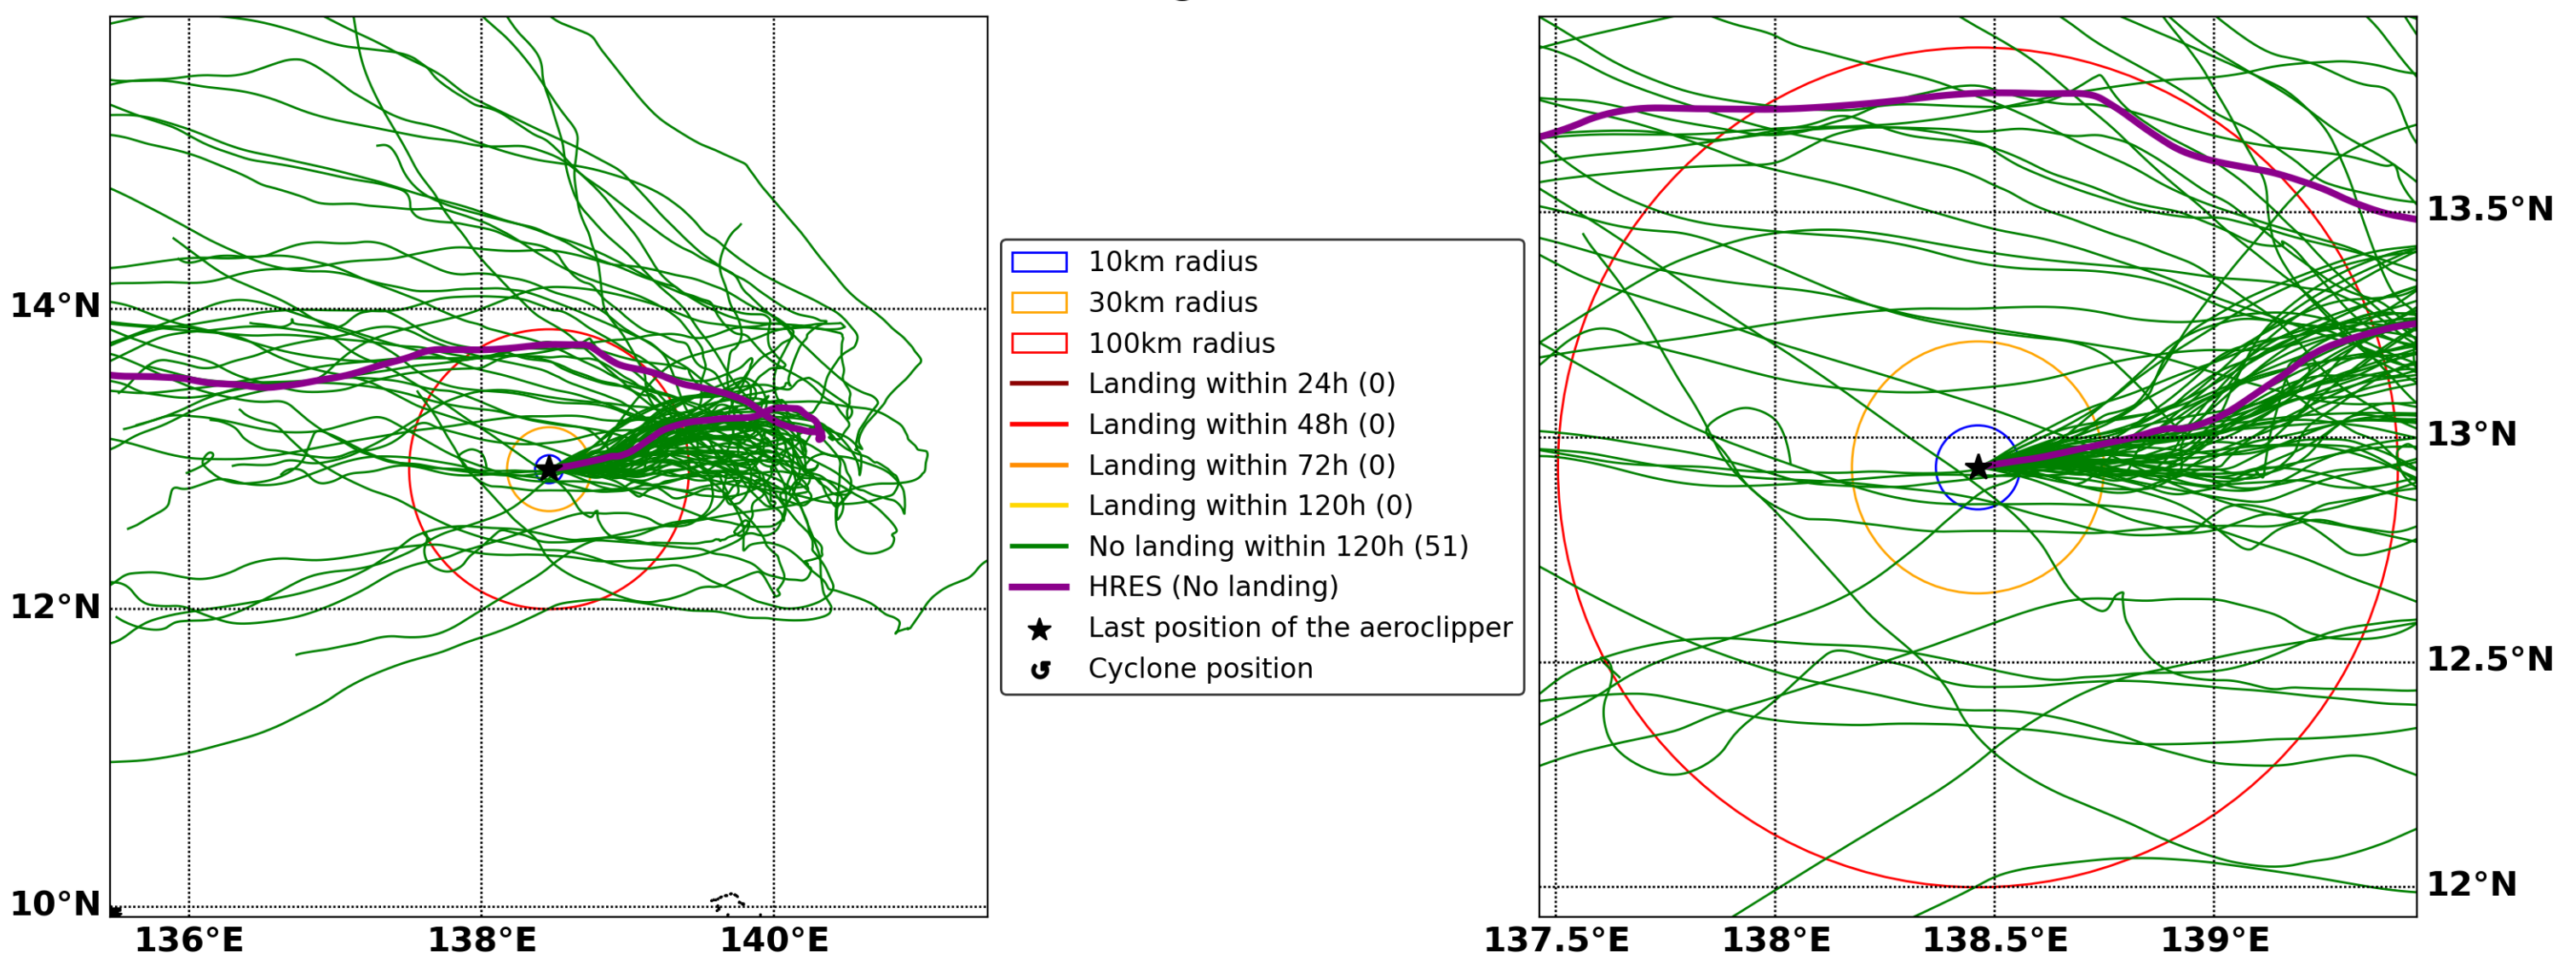 14°N
12°N
10°N
136°E
138°E
140°E
10km radius
30km radius
100km radius
Landing within 24h (0)
Landing within 48h (0)
Landing within 72h (0)
Landing within 120h (0)
No landing within 120h (51)
HRES (No landing)
Last position of the aeroclipper
Cyclone position
13.5°N
13°N
12.5°N
12°N
137.5°E
138°E
138.5°E
139°E